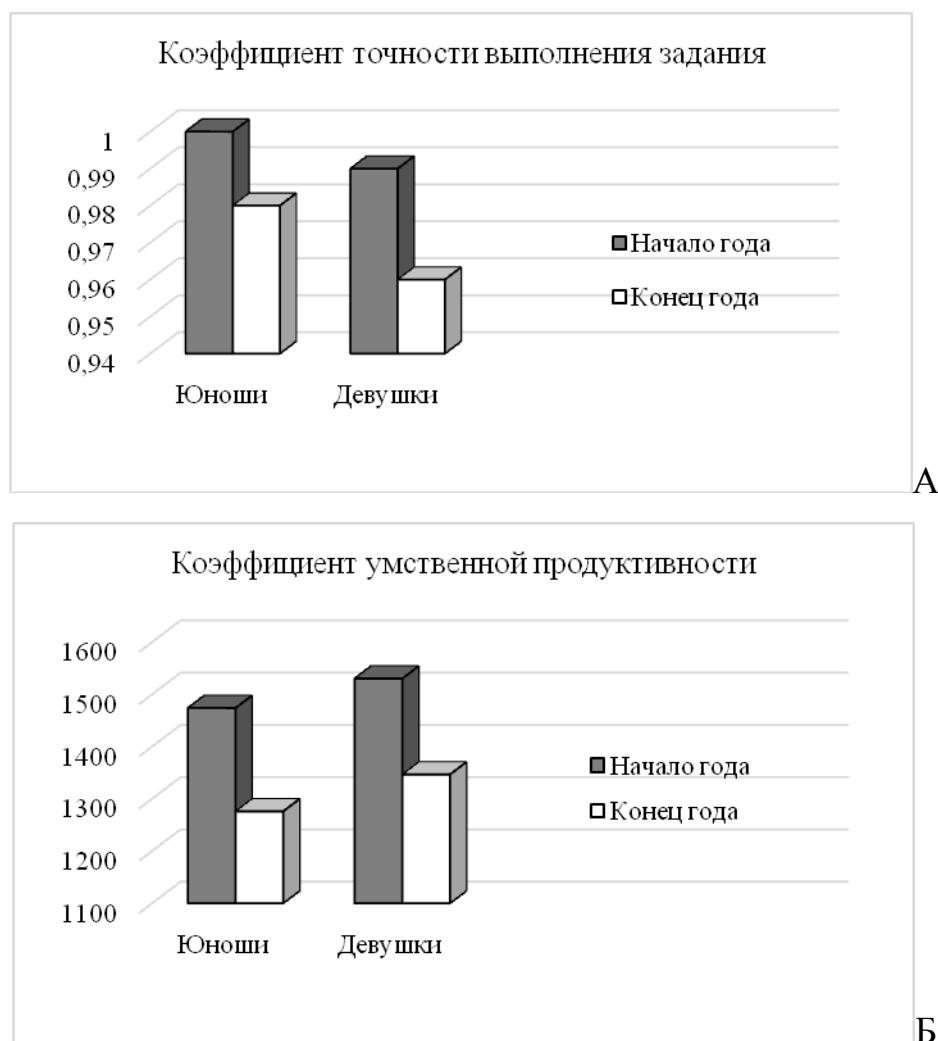 Коэффициент точности выполнения задания
1
0,99
0,98
0,97
0,96
0,95
0,94
Начало года
Конец года
Юноши Девушки
А
Коэффициент умственной продуктивности
1600
1500
1400
1300
1200
1100
Начало года
Конец года
Юноши Девушки
Б